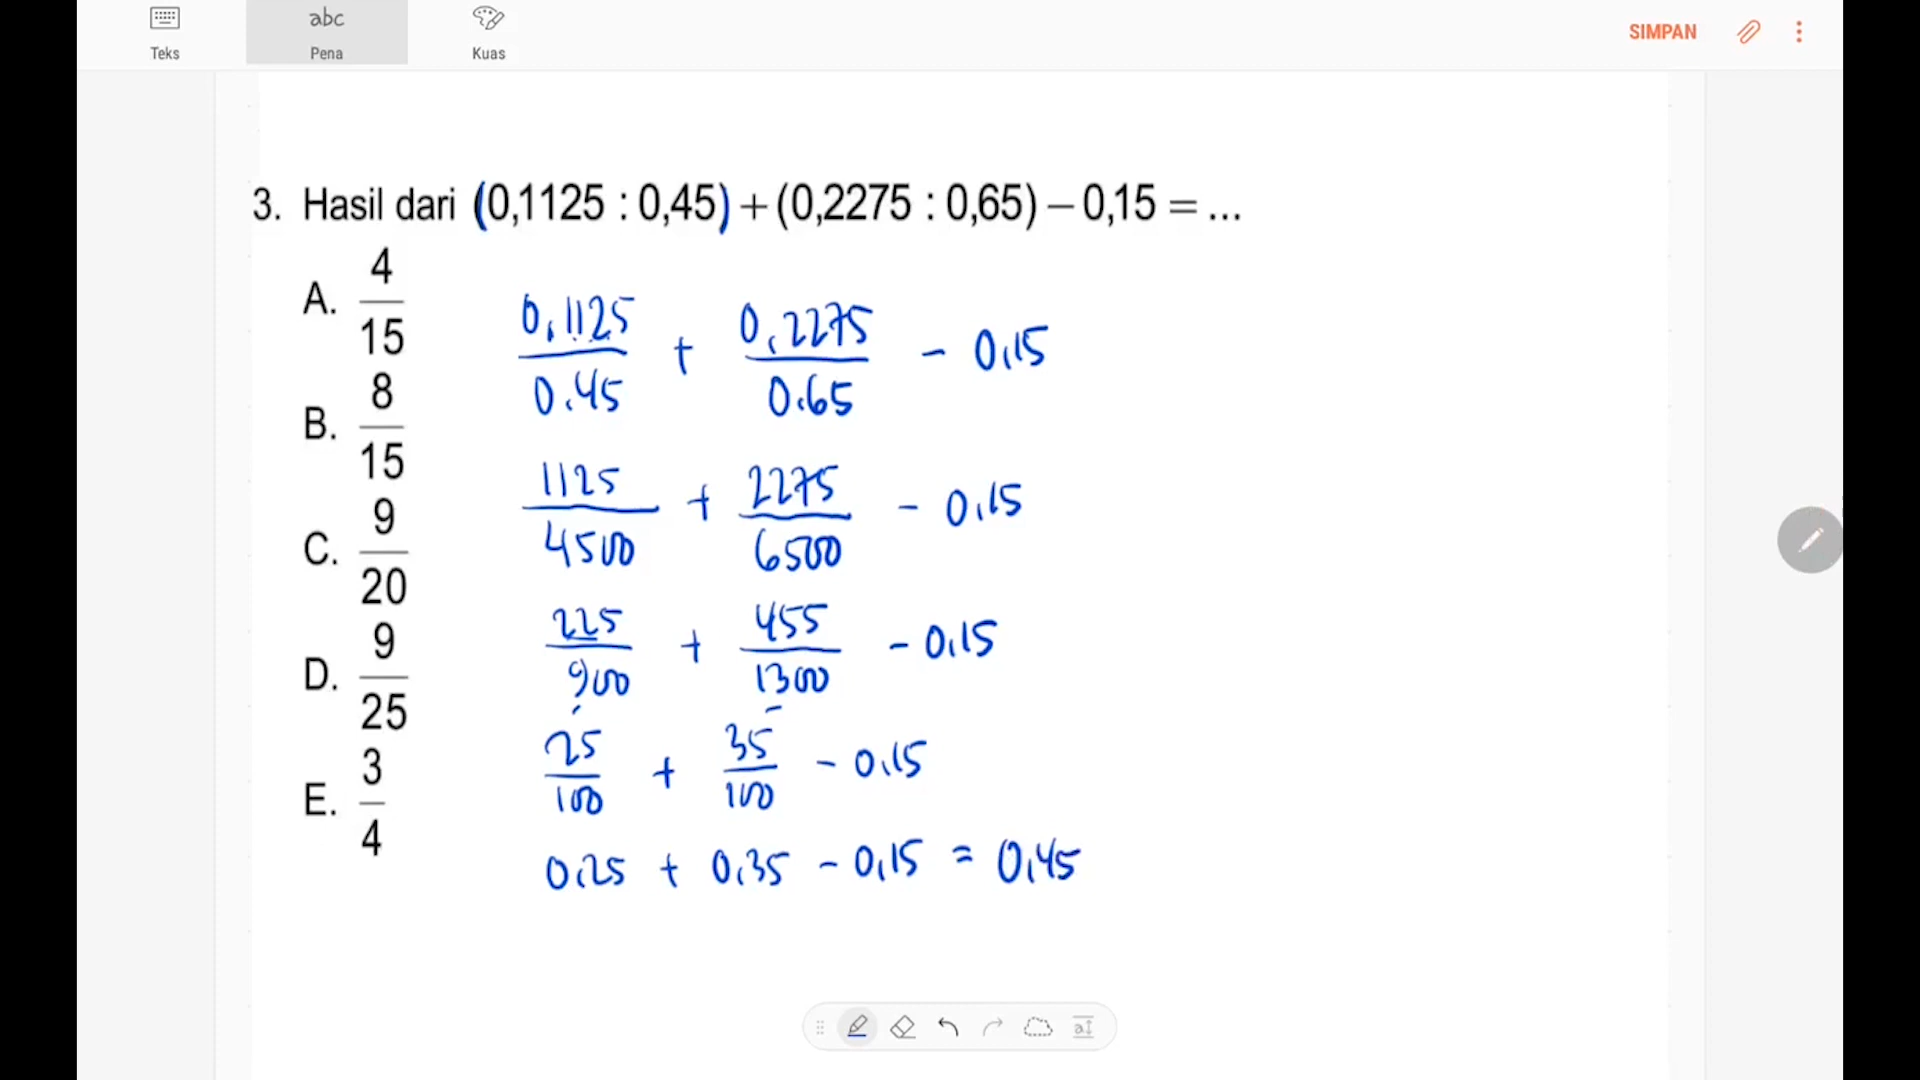 Teks
abc
Pena
Kuas
SIMPAN
3. Hasil dari (0,1125 : 0,45) + (0,2275 : 0,65) – 0,15 = ...
A. 4/15
B. 8/15
C. 9/20
D. 9/25
E. 3/4
0,1125/0.45 + 0,2275/0.65 - 0,15
1125/4500 + 2275/6500 - 0,15
225/900 + 455/1300 - 0,15
25/100 + 35/100 - 0,15
0,25 + 0,35 - 0,15 = 0,45